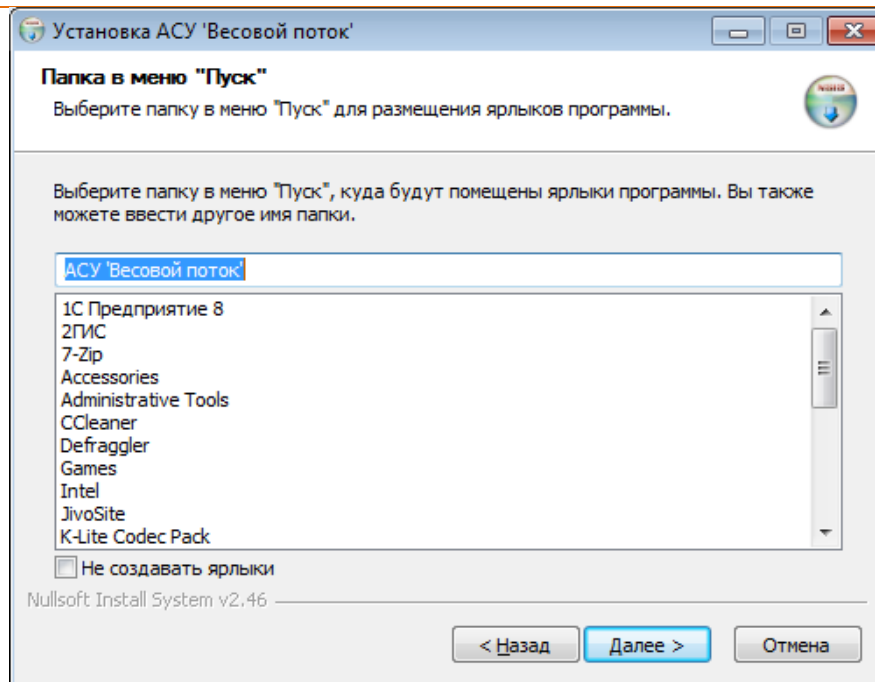 Установка АСУ 'Весовой поток'
Папка в меню "Пуск"
Выберите папку в меню "Пуск" для размещения ярлыков программы.
Выберите папку в меню "Пуск", куда будут помещены ярлыки программы. Вы также
можете ввести другое имя папки.
АСУ 'Весовой поток'
1С Предприятие 8
2ГИС
7-Zip
Accessories
Administrative Tools
CCleaner
Defraggler
Games
Intel
JivoSite
K-Lite Codec Pack
Не создавать ярлыки
Nullsoft Install System v2.46
< Назад Далее > Отмена